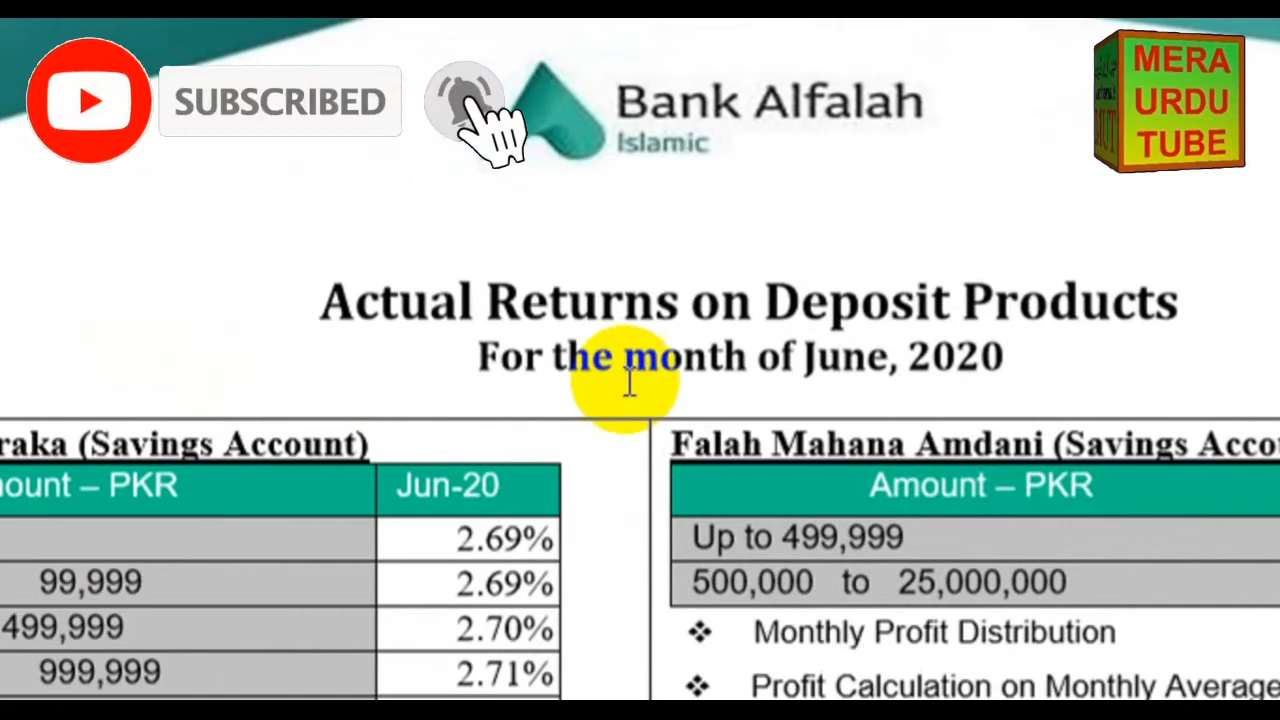 SUBSCRIBED
Bank Alfalah
Islamic
MERA
URDU
TUBE
Actual Returns on Deposit Products
For the month of June, 2020
raka (Savings Account)
ount – PKR Jun-20
2.69%
99,999 2.69%
499,999 2.70%
999,999 2.71%
Falah Mahana Amdani (Savings Accou
Amount – PKR
Up to 499,999
500,000 to 25,000,000
❖ Monthly Profit Distribution
❖ Profit Calculation on Monthly Average